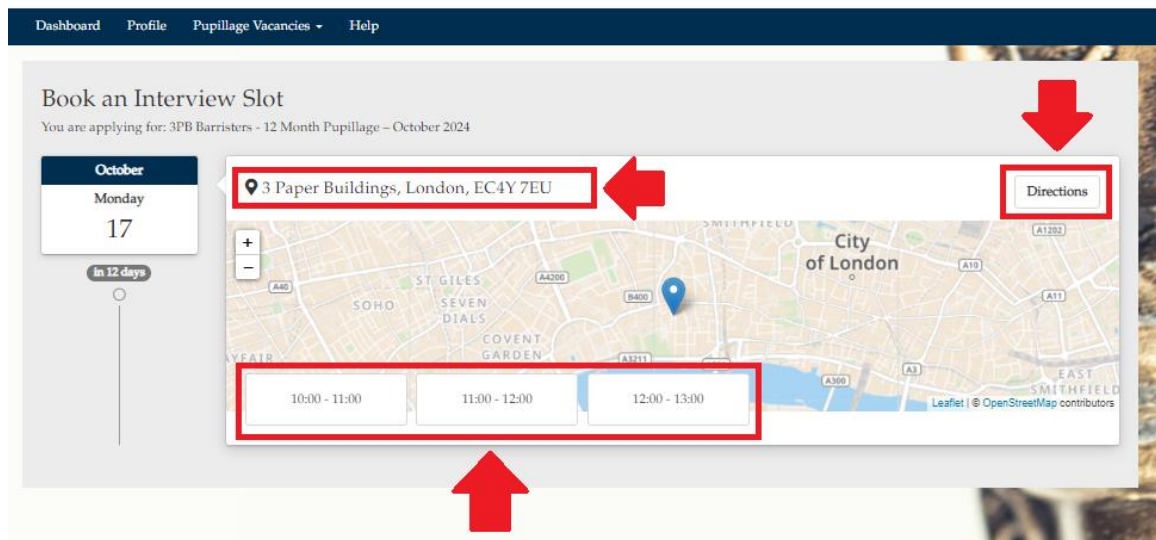 Dashboard Profile Pupillage Vacancies Help
Book an Interview Slot
You are applying for: 3PB Barristers - 12 Month Pupillage – October 2024
October
Monday
17
in 12 days
3 Paper Buildings, London, EC4Y 7EU
Directions
+
−
SMITHFIELD
City
of London
A1202
A40
ST GILES
A4200
A10
SOHO
SEVEN
DIALS
B400
A11
COVENT
GARDEN
AYFAIR
A3211
A3
A300
EAST
SMITHFIELD
10:00 - 11:00 11:00 - 12:00 12:00 - 13:00
Leaflet | © OpenStreetMap contributors